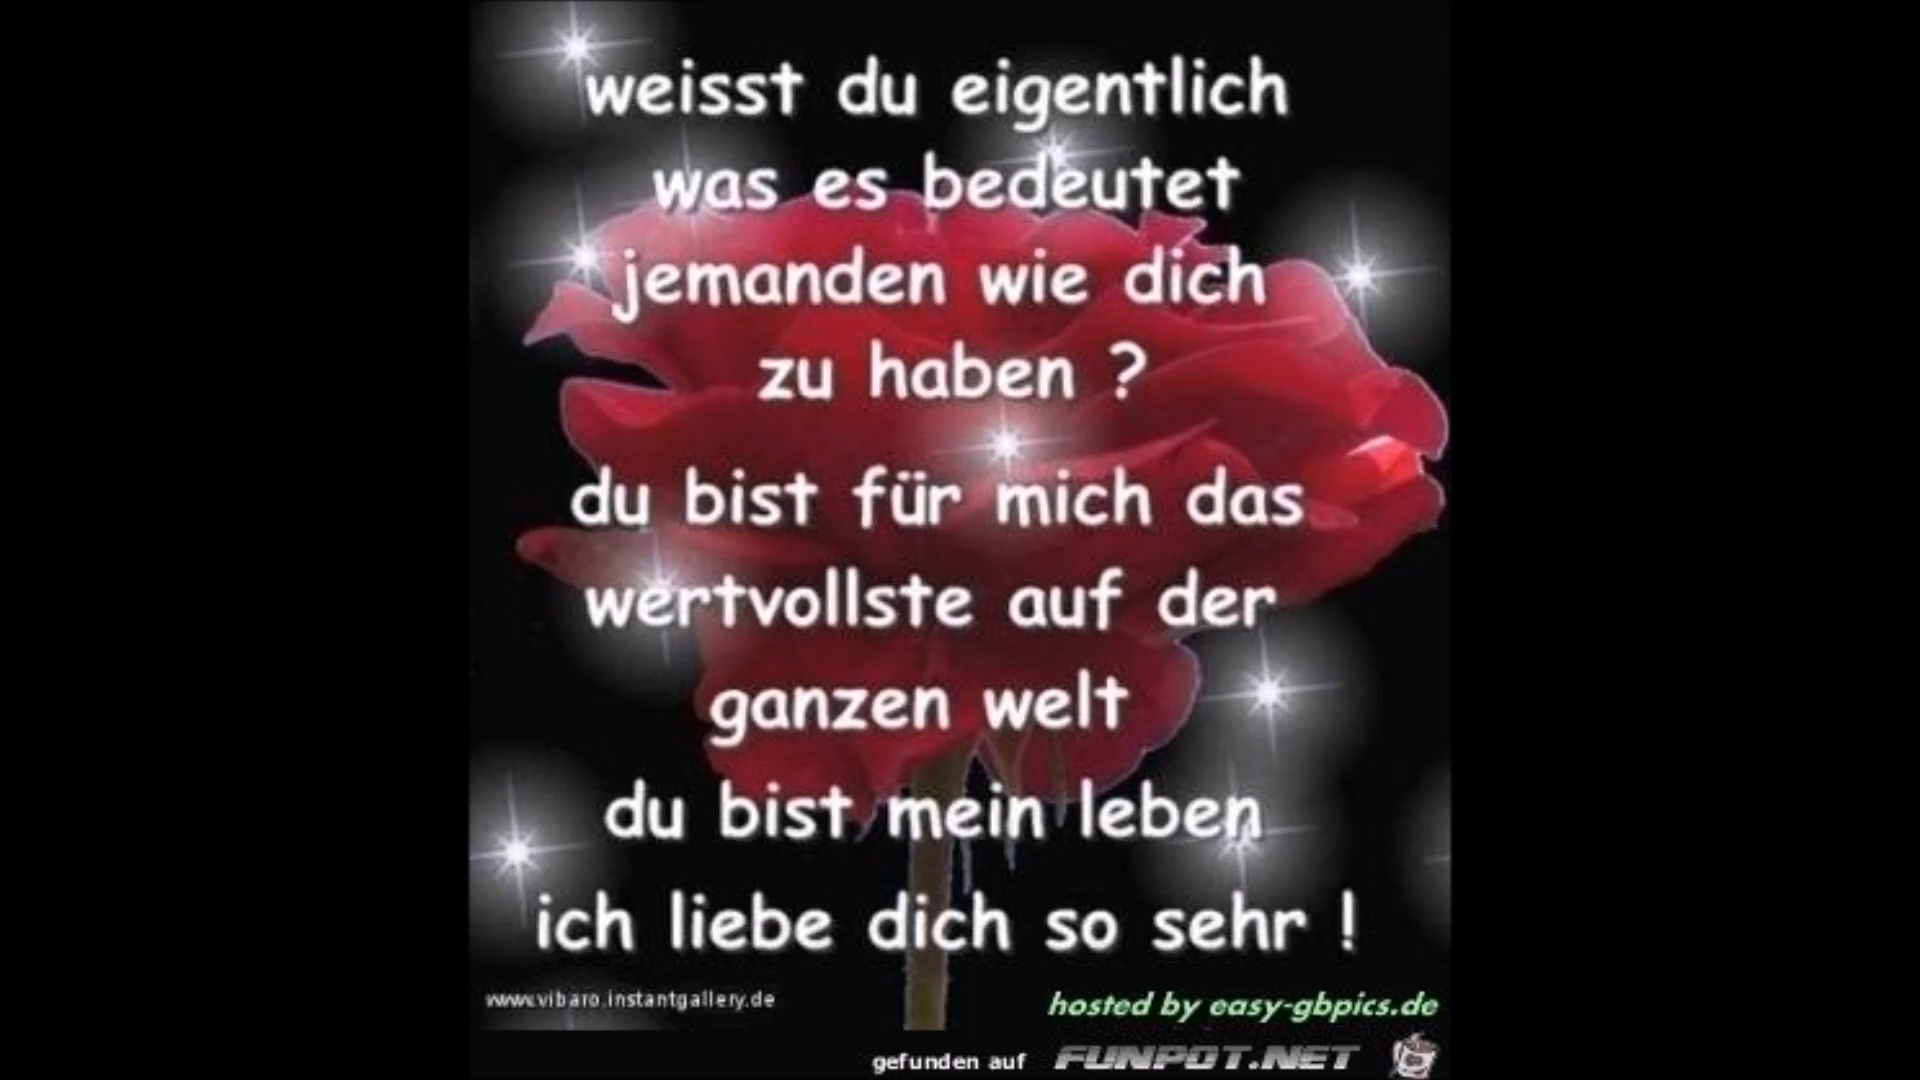 weisst du eigentlich
was es bedeutet
jemanden wie dich
zu haben ?
du bist für mich das
wertvollste auf der
ganzen welt
du bist mein leben
ich liebe dich so sehr !
www.vibaro.instantgallery.de
hosted by easy-gbpics.de
gefunden auf FUNPOT.NET